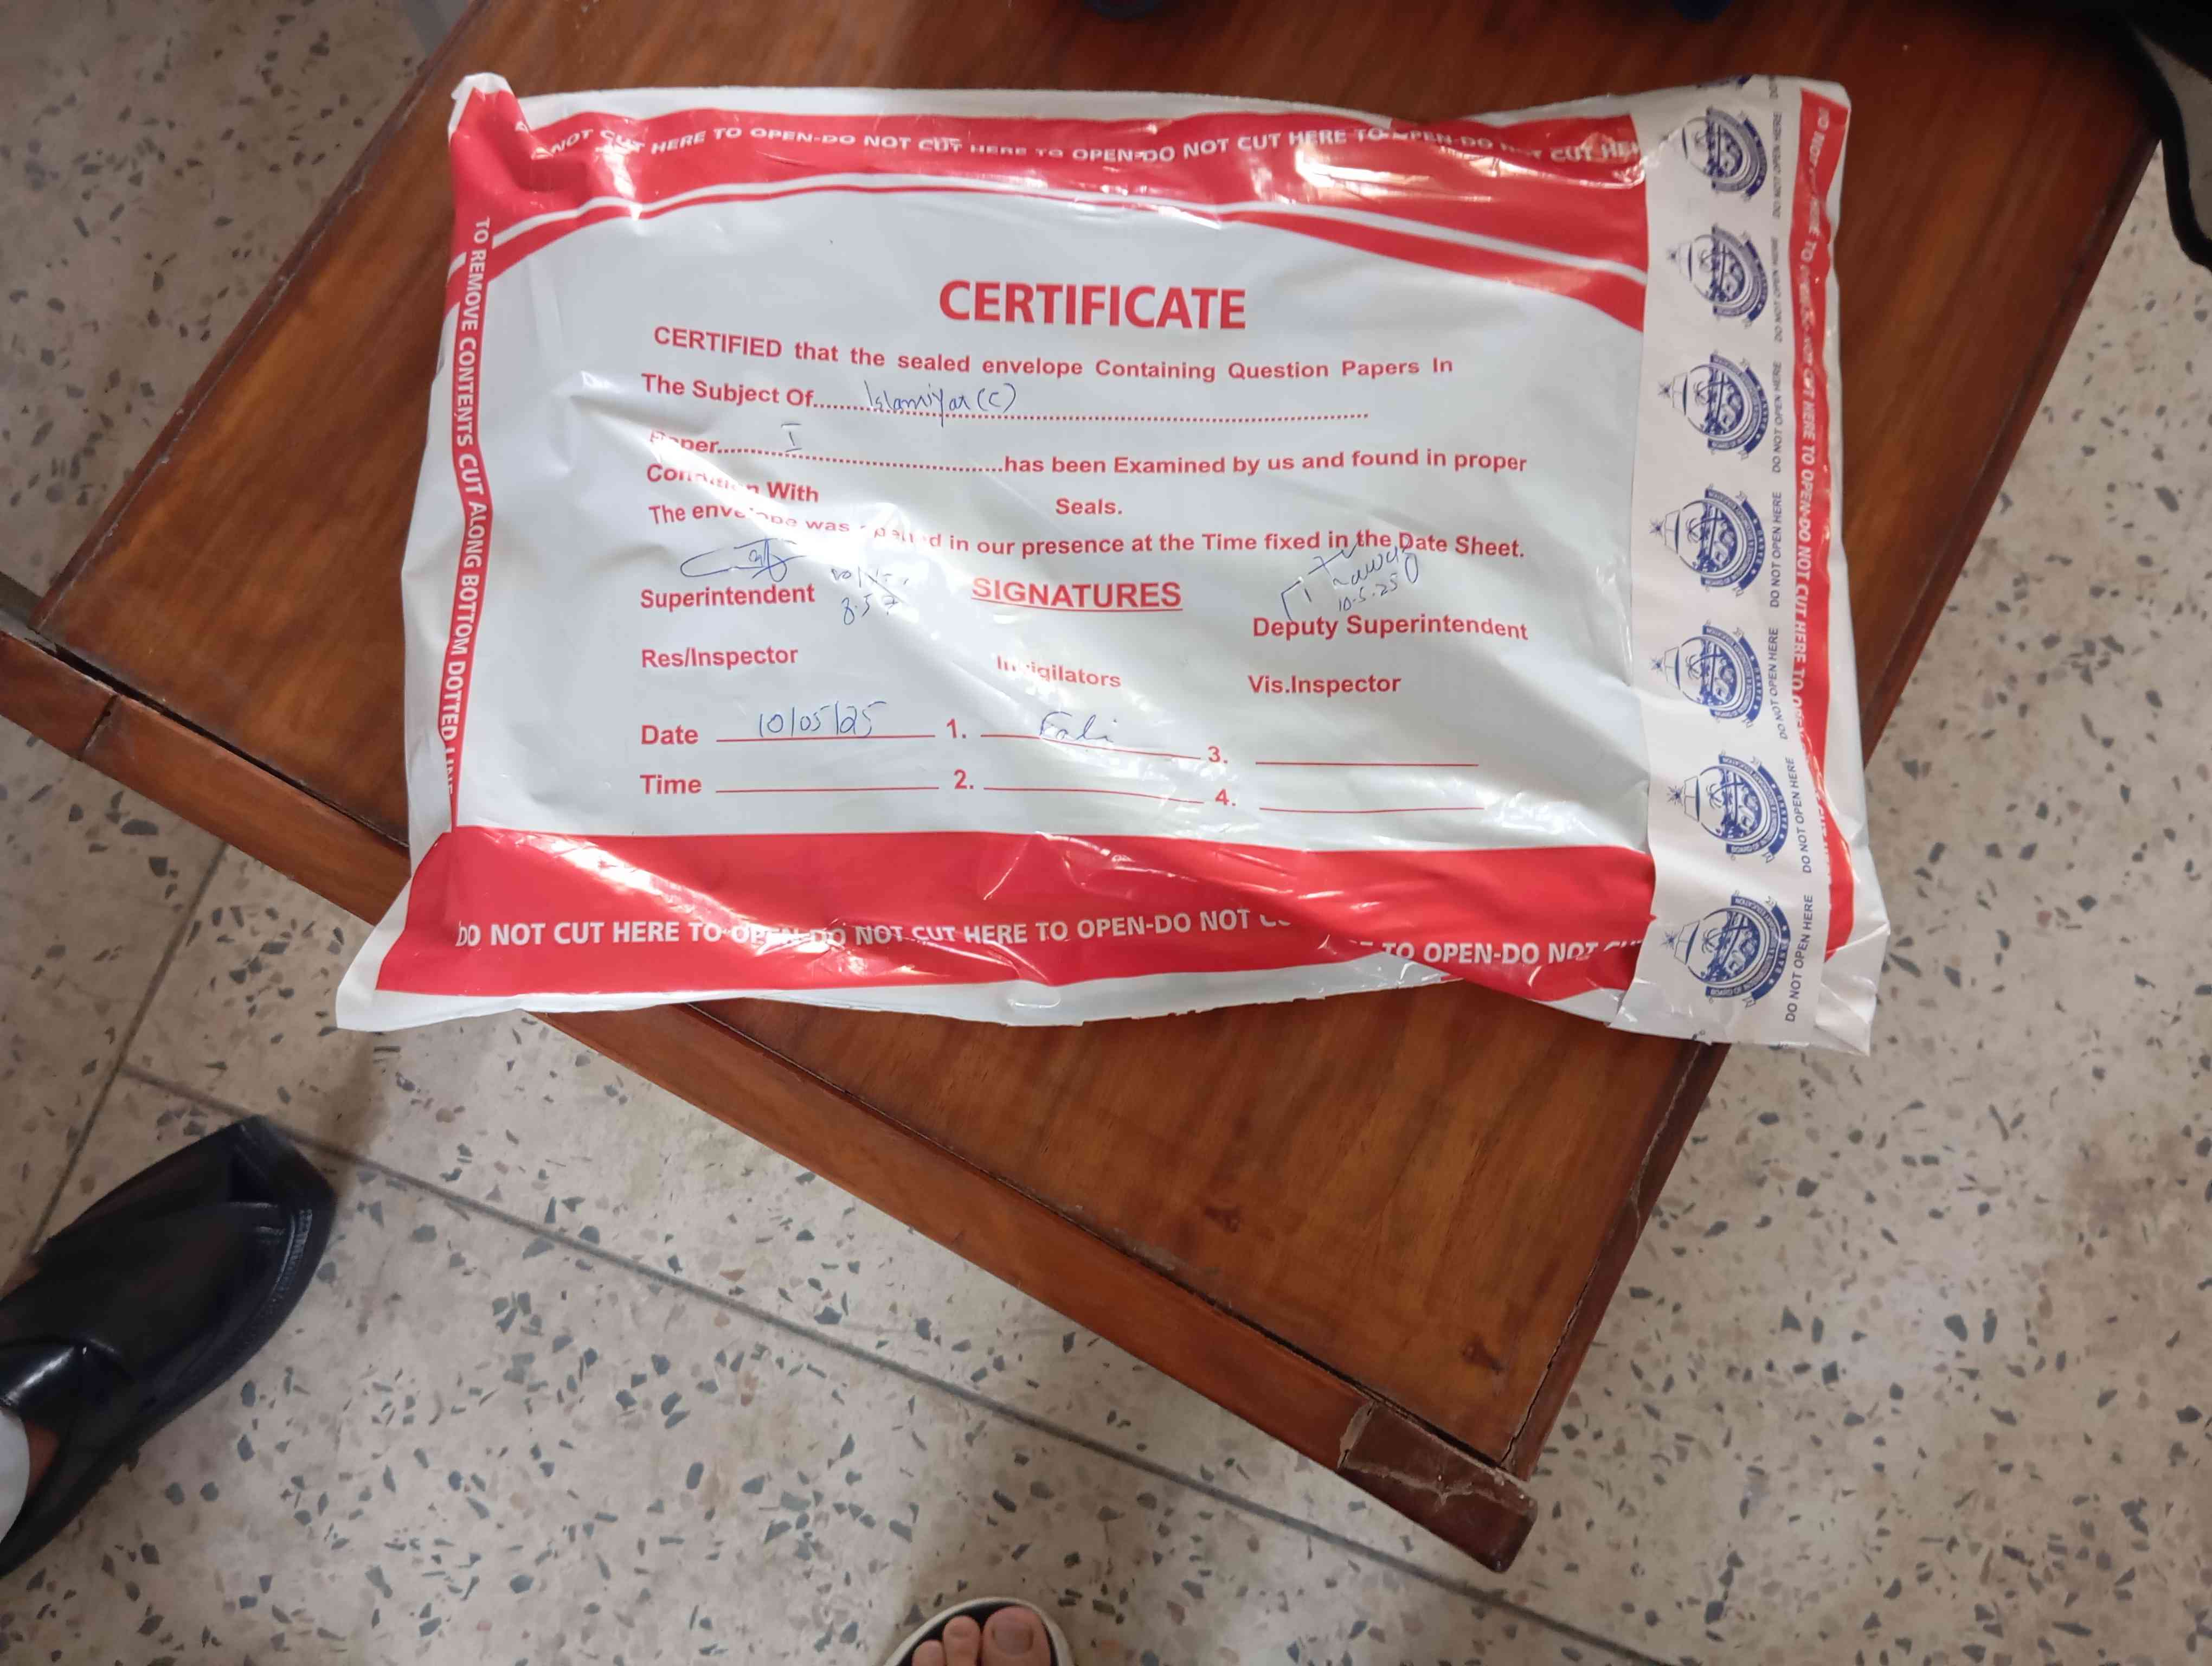 NOT CUT HERE TO OPEN-DO NOT CUT HERE TO OPEN-DO NOT CUT HERE TO OPEN-DO NOT CUT HE
TO REMOVE CONTENTS CUT ALONG BOTTOM DOTTED LINE
CERTIFICATE
CERTIFIED that the sealed envelope Containing Question Papers In
The Subject Of Islamiyat (C)
Paper I has been Examined by us and found in proper
Condition With Seals.
The envelope was opened in our presence at the Time fixed in the Date Sheet.
10-5-25
Superintendent 8:57 SIGNATURES Deputy Superintendent
Res/Inspector Invigilators Vis.Inspector
Date 10/05/25 1. 3.
Time 2. 4.
DO NOT CUT HERE TO OPEN-DO NOT CUT HERE TO OPEN-DO NOT TO OPEN-DO NOT
DO NOT OPEN HERE DO NOT OPEN HERE DO NOT OPEN HERE DO NOT OPEN HERE DO NOT OPEN HERE DO NOT OPEN HERE DO NOT OPEN HERE
NOT CUT HERE TO OPEN-DO NOT CUT HERE